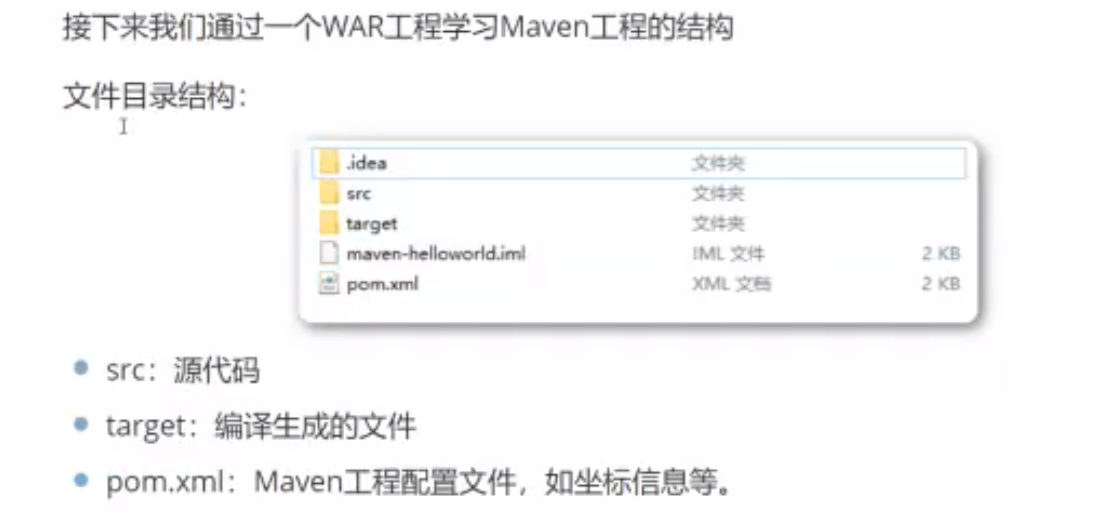 接下来我们通过一个WAR工程学习Maven工程的结构
文件目录结构：
.idea 文件夹
src 文件夹
target 文件夹
maven-helloworld.iml IML 文件 2 KB
pom.xml XML 文档 2 KB
src：源代码
target：编译生成的文件
pom.xml：Maven工程配置文件，如坐标信息等。